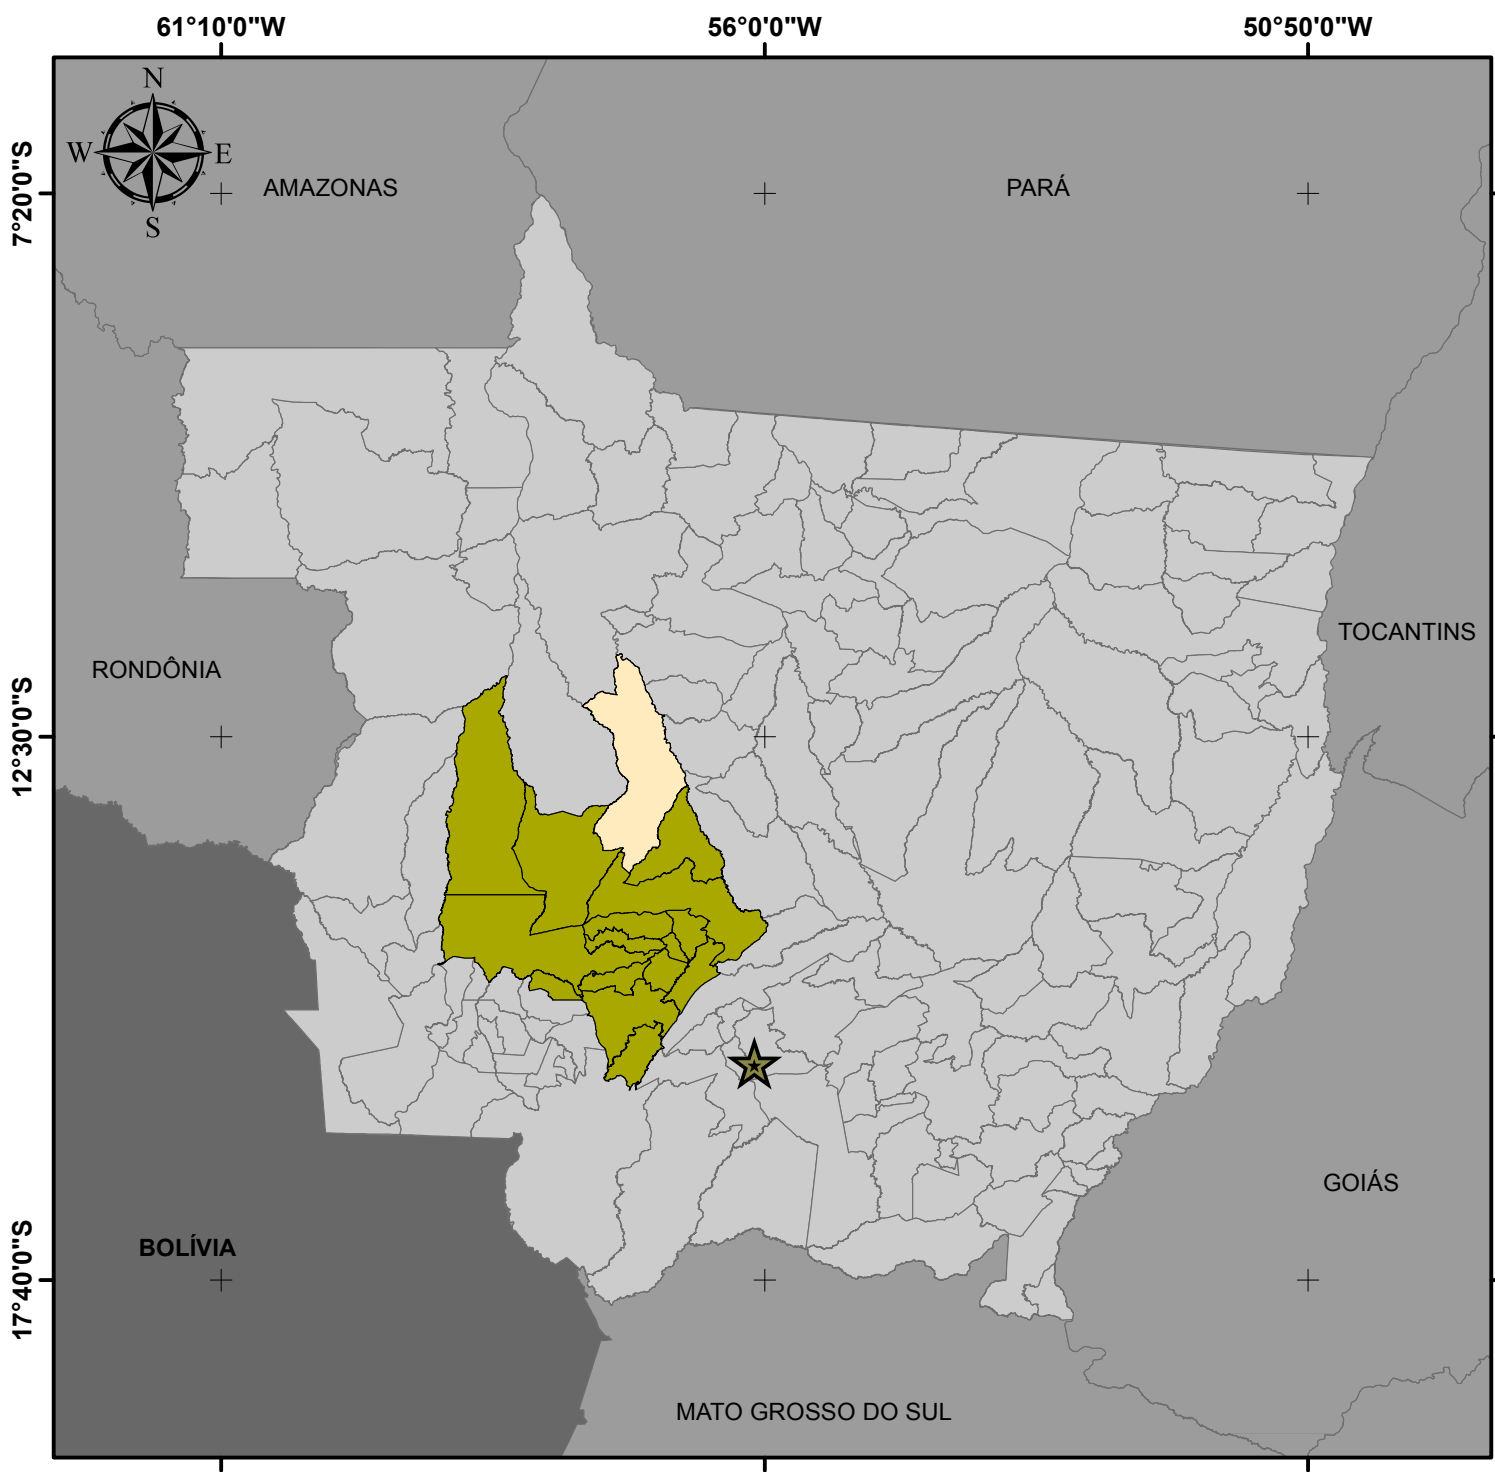 61°10'0"W
56°0'0"W
50°50'0"W
N
W
E
S
7°20'0"S
AMAZONAS
PARÁ
TOCANTINS
RONDÔNIA
12°30'0"S
GOIÁS
BOLÍVIA
17°40'0"S
MATO GROSSO DO SUL